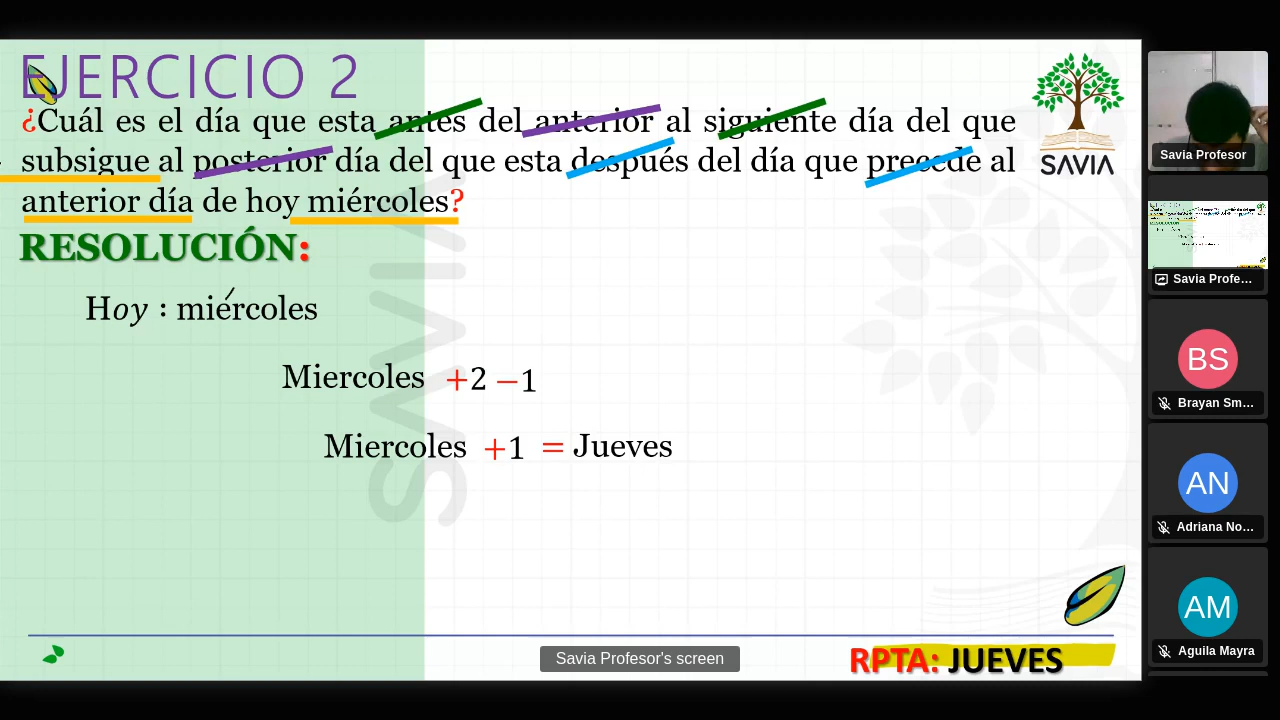 EJERCICIO 2
¿Cuál es el día que esta antes del anterior al siguiente día del que
subsigue al posterior día del que esta después del día que precede al
anterior día de hoy miércoles?
RESOLUCIÓN:
Hoy : miércoles
Miercoles +2 −1
Miercoles +1 = Jueves
RPTA: JUEVES
SAVIA
SAVIA
Savia Profesor's screen
Savia Profesor
Savia Profe...
BS
Brayan Sm...
AN
Adriana No...
AM
Aguila Mayra